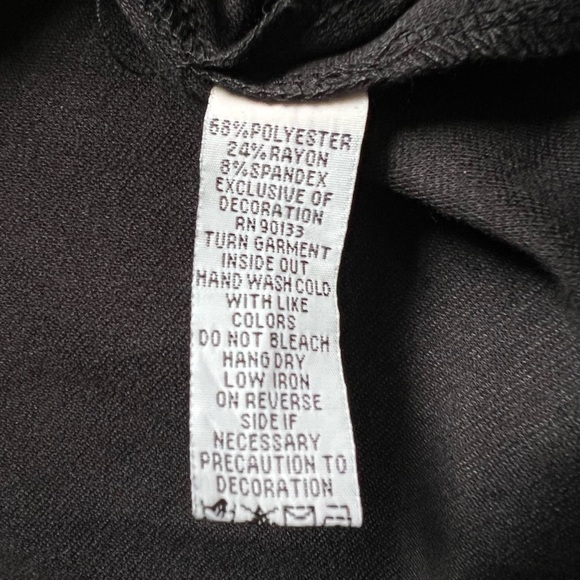 68%POLYESTER
24%RAYON
8%SPANDEX
EXCLUSIVE OF
DECORATION
RN 90133
TURN GARMENT
INSIDE OUT
HAND WASH COLD
WITH LIKE
COLORS
DO NOT BLEACH
HANG DRY
LOW IRON
ON REVERSE
SIDE IF
NECESSARY
PRECAUTION TO
DECORATION